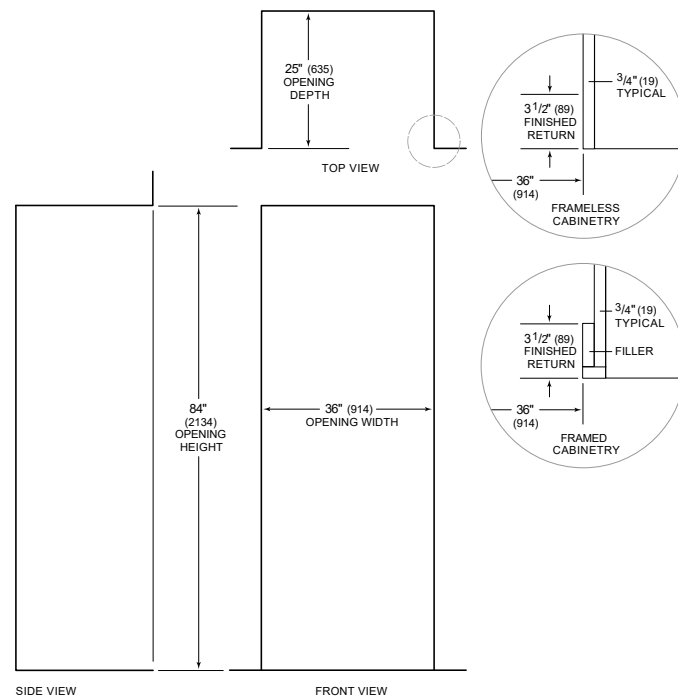 25" (635)
OPENING
DEPTH
TOP VIEW
3/4" (19)
TYPICAL
3 1/2" (89)
FINISHED
RETURN
36"
(914)
FRAMELESS
CABINETRY
3/4" (19)
TYPICAL
3 1/2" (89)
FINISHED
RETURN
FILLER
36"
(914)
FRAMED
CABINETRY
84"
(2134)
OPENING
HEIGHT
36" (914)
OPENING WIDTH
SIDE VIEW
FRONT VIEW